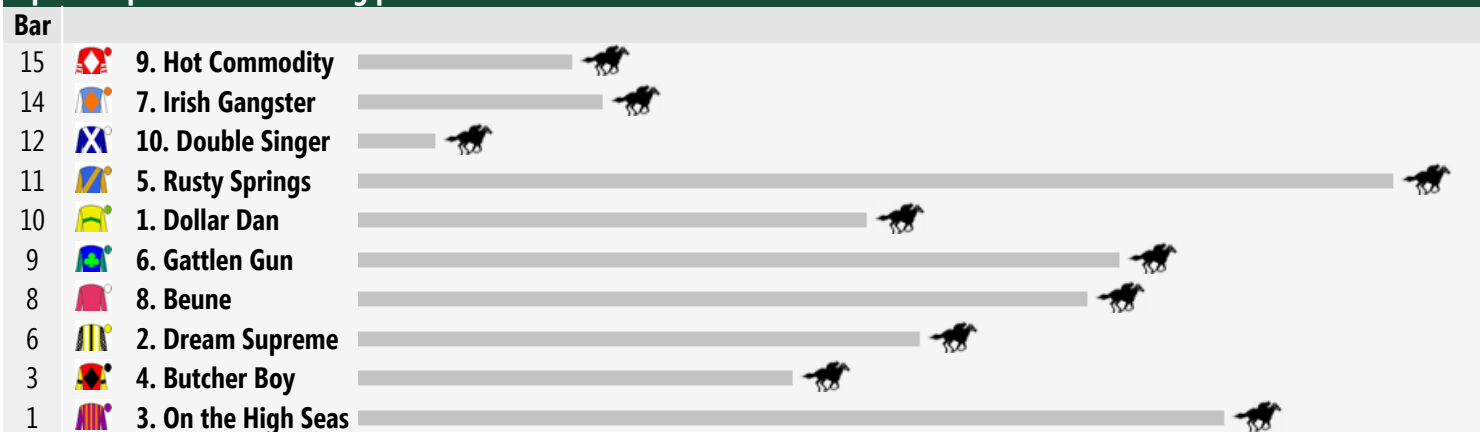 Bar
15 9. Hot Commodity
14 7. Irish Gangster
12 10. Double Singer
11 5. Rusty Springs
10 1. Dollar Dan
9 6. Gattlen Gun
8 8. Beune
6 2. Dream Supreme
3 4. Butcher Boy
1 3. On the High Seas